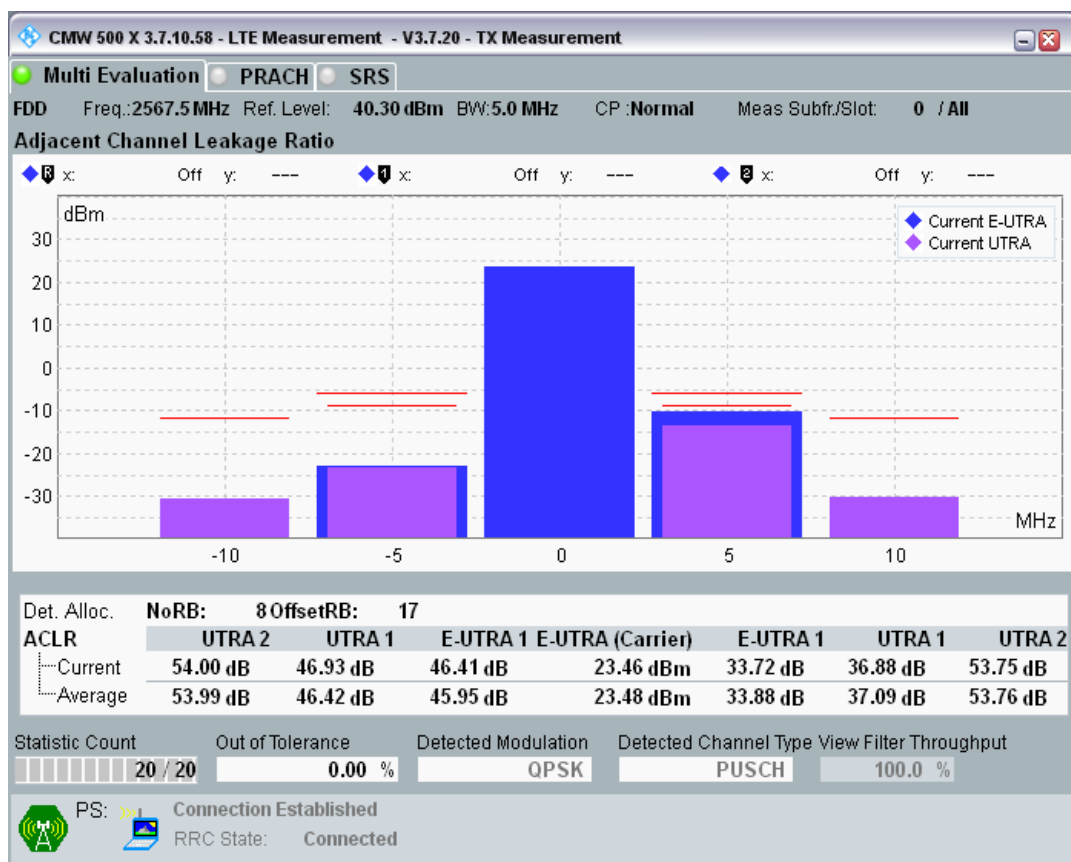 CMW 500 X 3.7.10.58 - LTE Measurement - V3.7.20 - TX Measurement
Multi Evaluation PRACH SRS
FDD Freq.:2567.5 MHz Ref. Level: 40.30 dBm BW:5.0 MHz CP :Normal Meas Subfr./Slot: 0 / All
Adjacent Channel Leakage Ratio
R x: Off y: --- 1 x: Off y: --- 2 x: Off y: ---
dBm
Current E-UTRA
Current UTRA
30
20
10
0
-10
-20
-30
MHz
-10 -5 0 5 10
Det. Alloc. NoRB: 8 OffsetRB: 17
ACLR UTRA 2 UTRA 1 E-UTRA 1 E-UTRA (Carrier) E-UTRA 1 UTRA 1 UTRA 2
Current 54.00 dB 46.93 dB 46.41 dB 23.46 dBm 33.72 dB 36.88 dB 53.75 dB
Average 53.99 dB 46.42 dB 45.95 dB 23.48 dBm 33.88 dB 37.09 dB 53.76 dB
Statistic Count Out of Tolerance Detected Modulation Detected Channel Type View Filter Throughput
20 / 20 0.00 % QPSK PUSCH 100.0 %
PS: Connection Established
RRC State: Connected